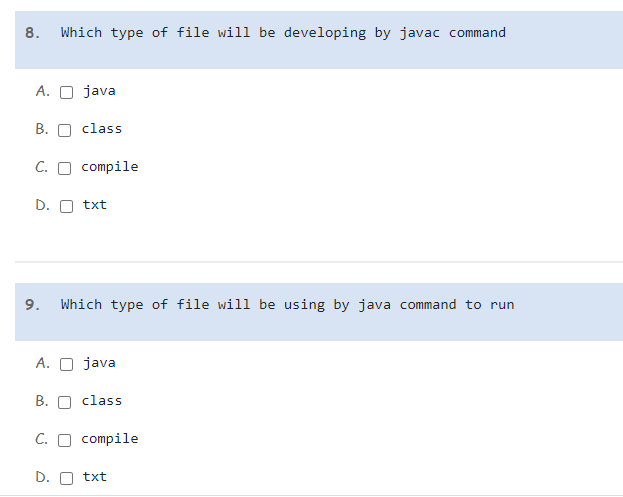 8. Which type of file will be developing by javac command
A. java
B. class
C. compile
D. txt
9. Which type of file will be using by java command to run
A. java
B. class
C. compile
D. txt